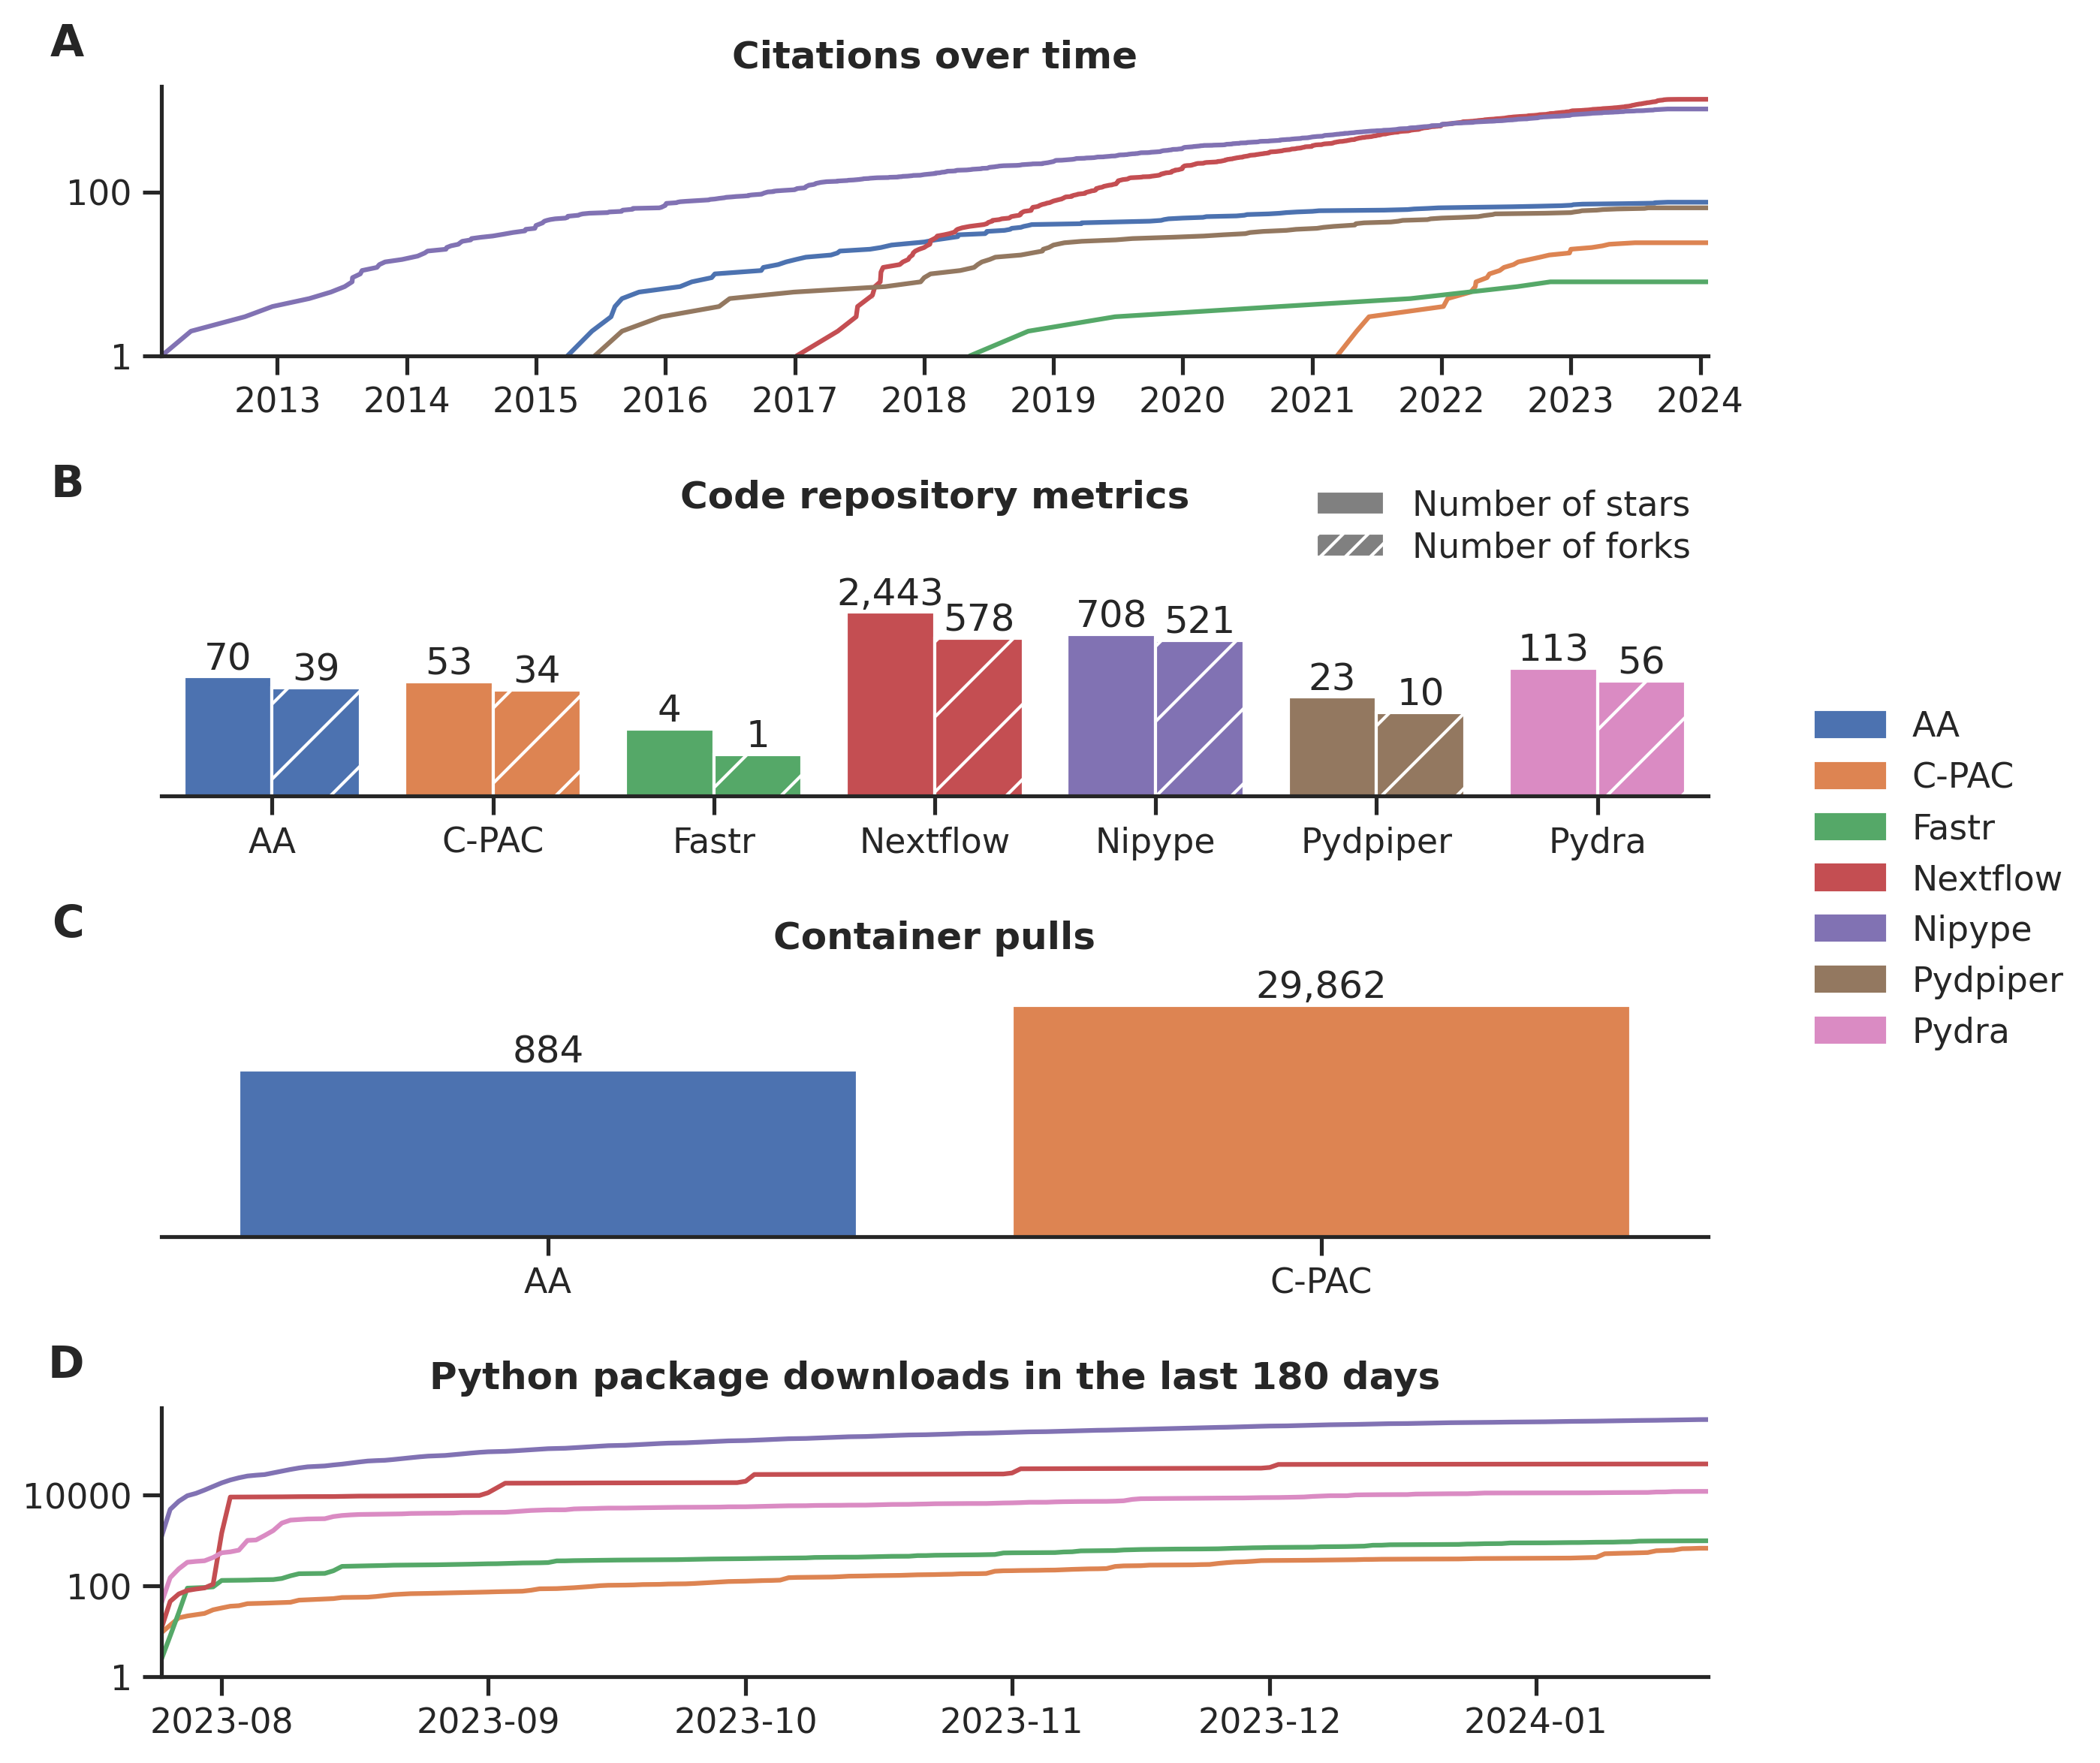 A
Citations over time
100
1
2013 2014 2015 2016 2017 2018 2019 2020 2021 2022 2023 2024
B
Code repository metrics
Number of stars
Number of forks
70 39 53 34 4 1 2,443 578 708 521 23 10 113 56
AA C-PAC Fastr Nextflow Nipype Pydpiper Pydra
AA
C-PAC
Fastr
Nextflow
Nipype
Pydpiper
Pydra
C
Container pulls
884 29,862
AA C-PAC
D
Python package downloads in the last 180 days
10000
100
1
2023-08 2023-09 2023-10 2023-11 2023-12 2024-01